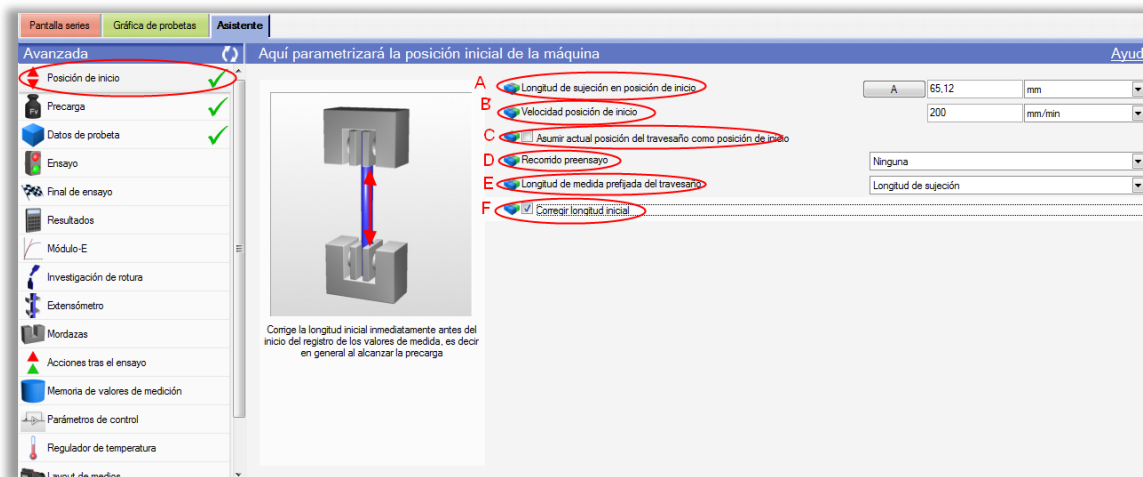 Pantalla series
Gráfica de probetas
Asistente
Avanzada
Aquí parametrizará la posición inicial de la máquina
Posición de inicio
Precarga
Datos de probeta
Ensayo
Final de ensayo
Resultados
Módulo-E
Investigación de rotura
Extensómetro
Mordazas
Acciones tras el ensayo
Memoria de valores de medición
Parámetros de control
Regulador de temperatura
Layout de medios
Corrige la longitud inicial inmediatamente antes del
inicio del registro de los valores de medida, es decir
en general al alcanzar la precarga
A Longitud de sujeción en posición de inicio A 65,12 mm
B Velocidad posición de inicio 200 mm/min
C Asumir actual posición del travesaño como posición de inicio
D Recorrido preensayo Ninguna
E Longitud de medida prefijada del travesaño Longitud de sujeción
F Corregir longitud inicial